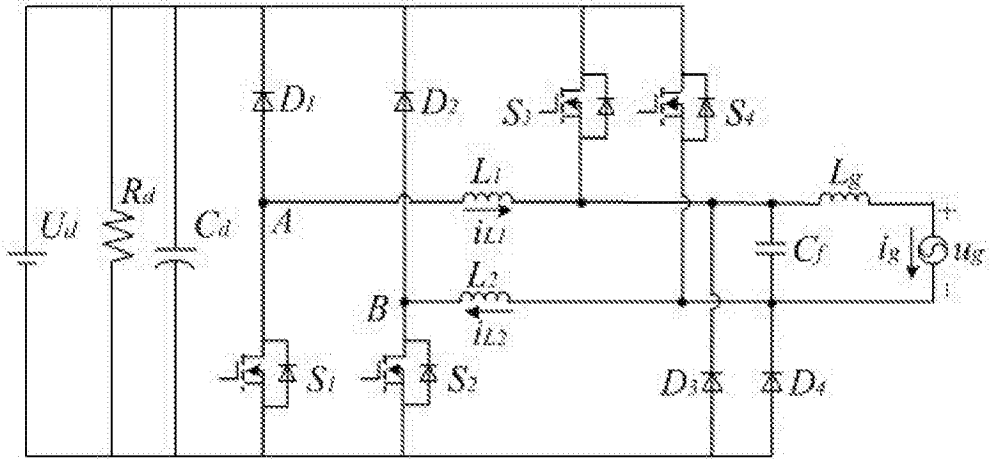 D1
D2
S3
S4
Rd
L1
Lg
Ud
Cd
A
iL1
+
Cf
ig
ug
L2
-
B
iL2
S1
S2
D3
D4